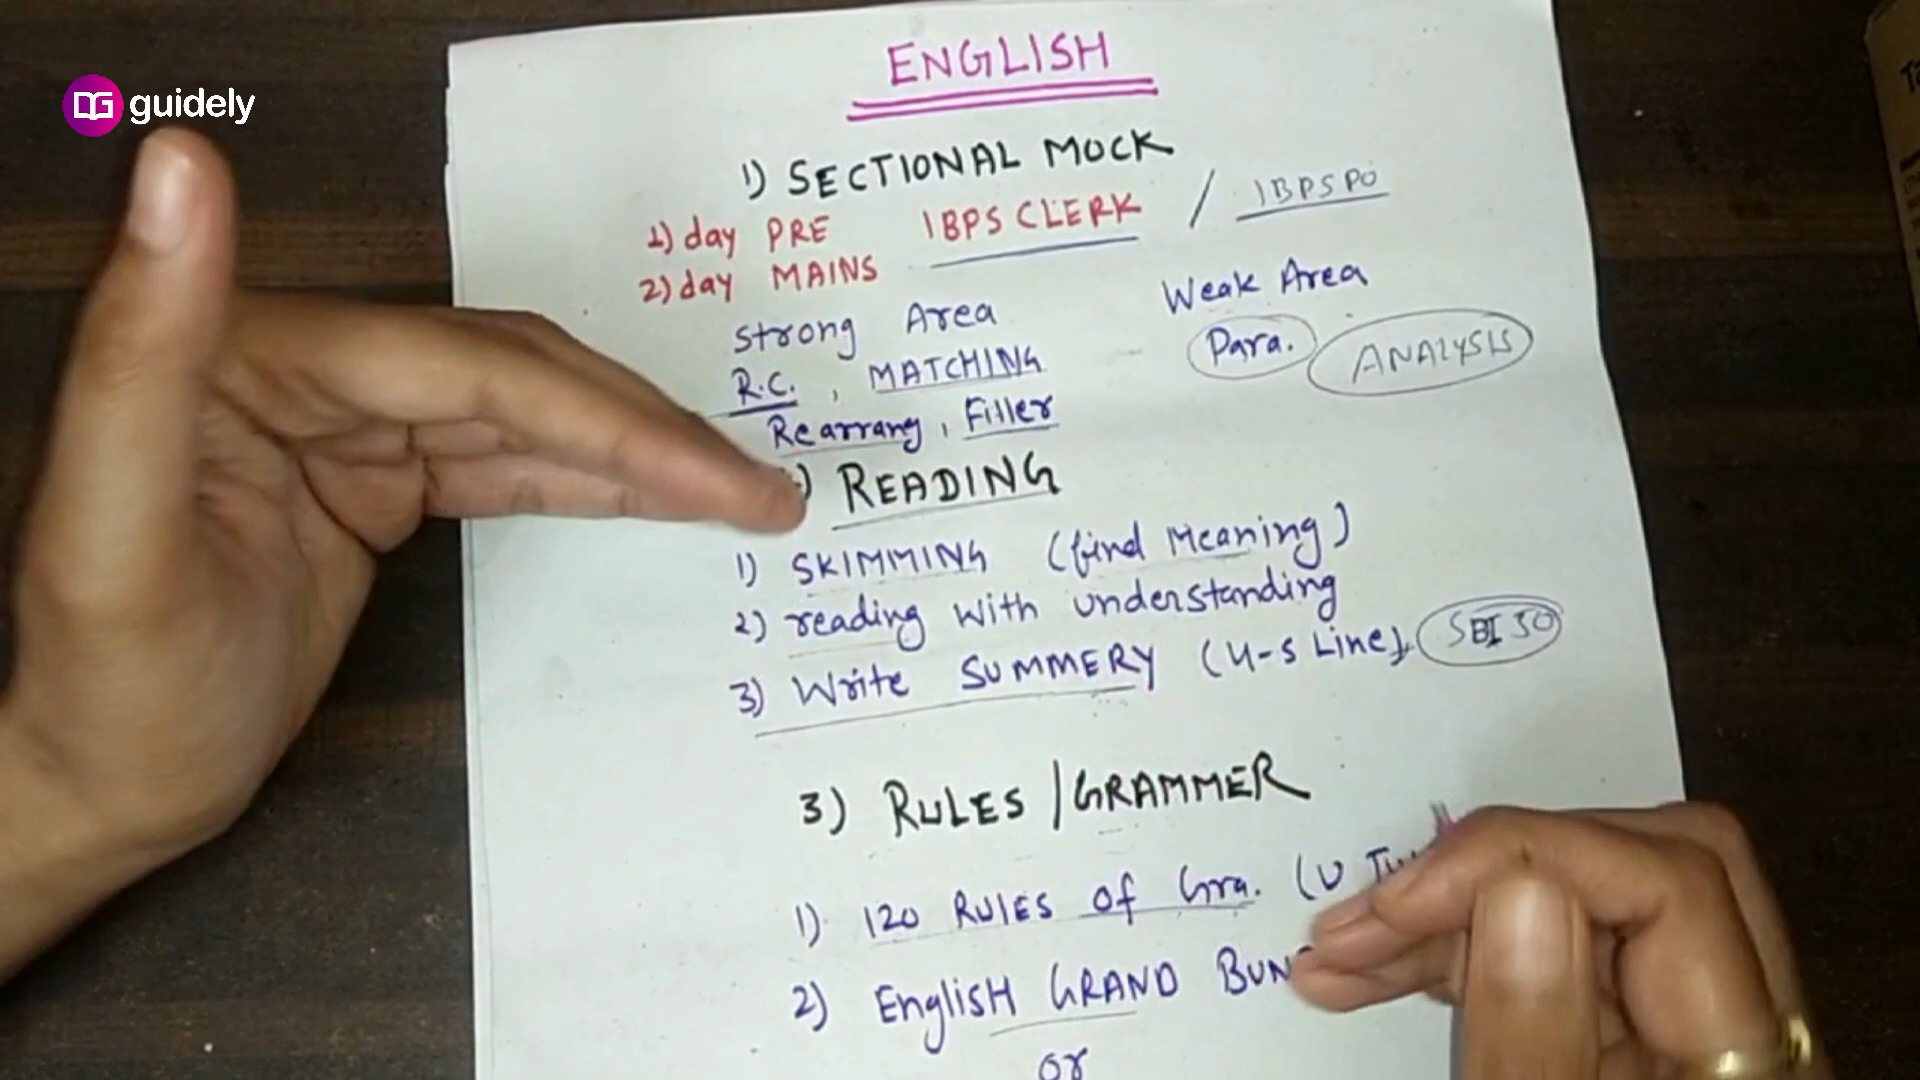 guidely
ENGLISH
1) SECTIONAL MOCK
1) day PRE IBPS CLERK / IBPS PO
2) day MAINS
Strong Area Weak Area
R.C., MATCHING Para. ANALYSIS
Rearrang, Filler
) READING
1) SKIMMING (find Meaning)
2) reading with understanding
3) Write SUMMERY (4-5 Line) SBI 50
3) RULES / GRAMMER
1) 120 RULES of Gra. (U
2) English GRAND
or